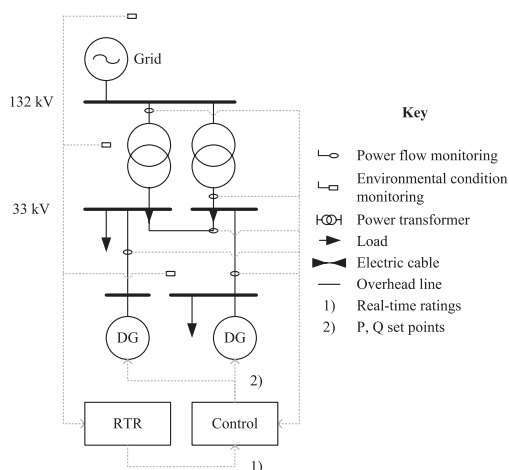 Grid
132 kV
33 kV
DG
DG
2)
RTR
Control
1)
Key
Power flow monitoring
Environmental condition
monitoring
Power transformer
Load
Electric cable
Overhead line
1) Real-time ratings
2) P, Q set points